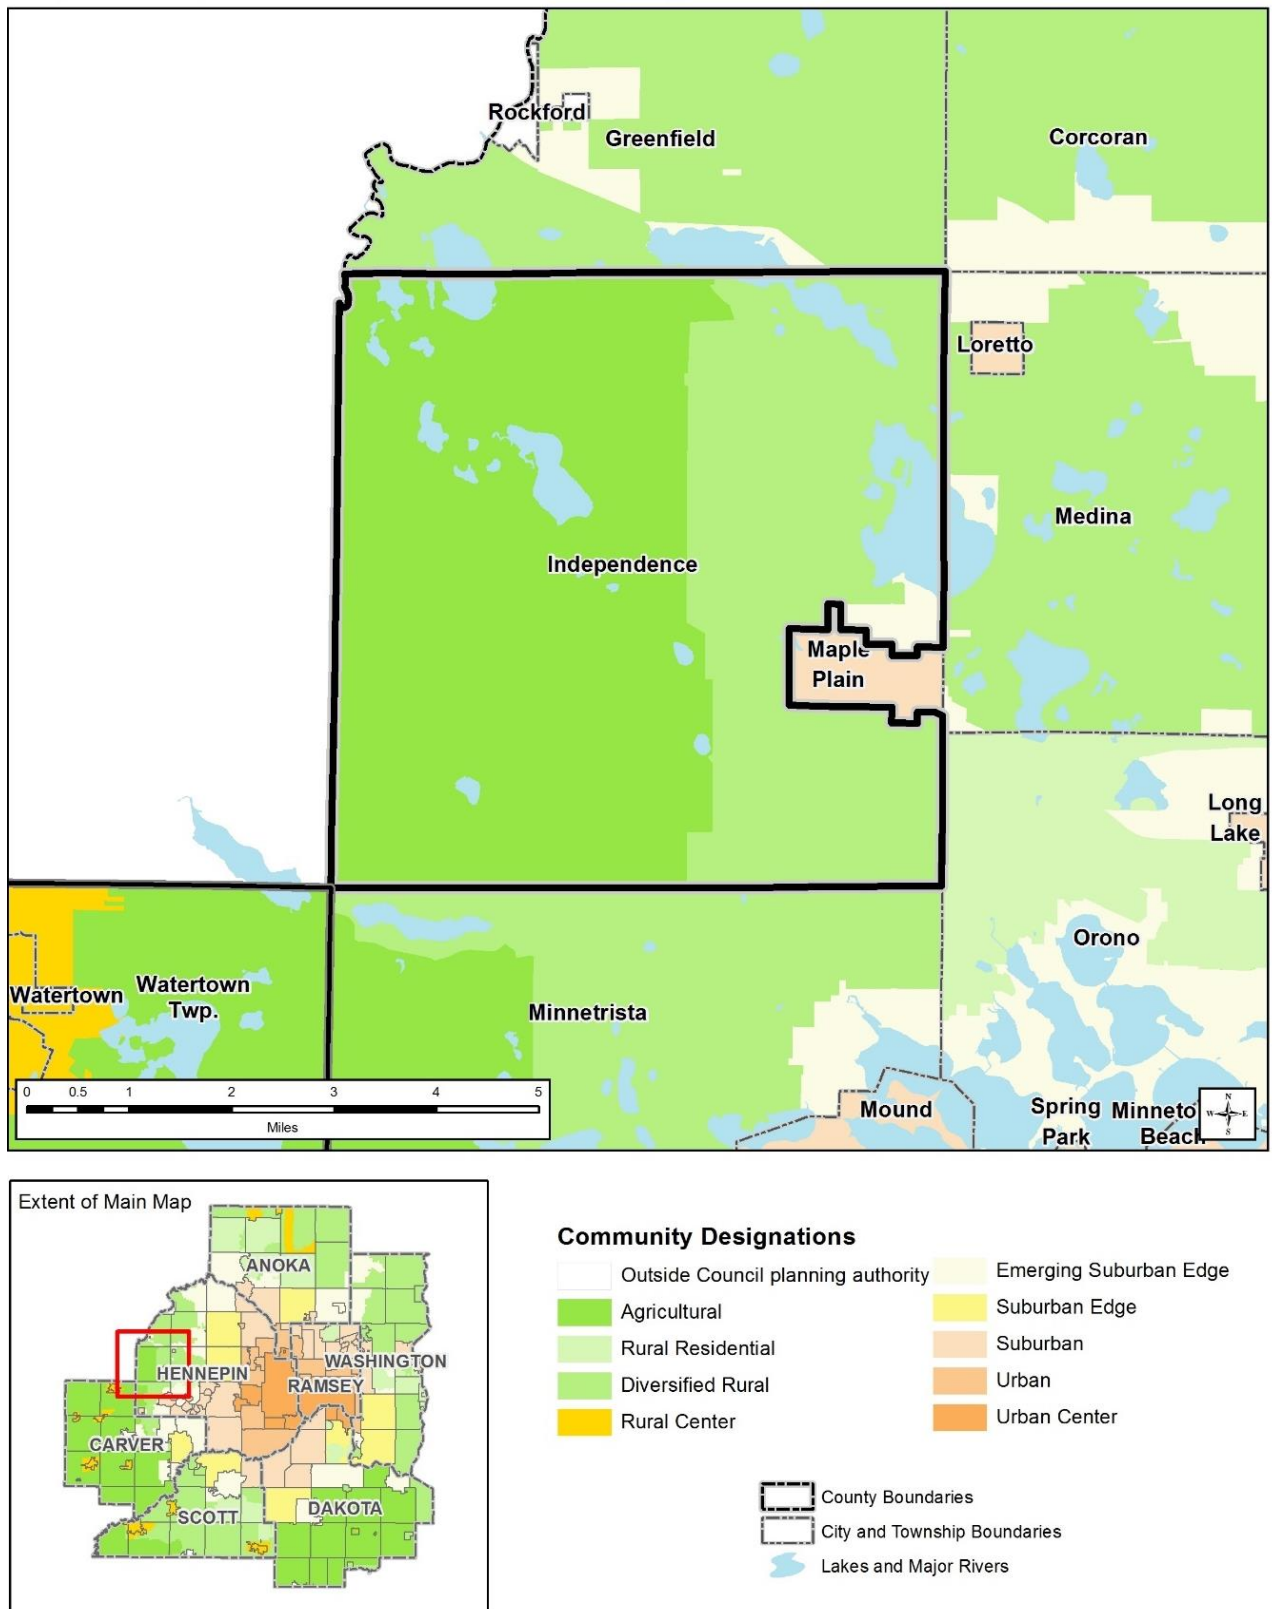 Rockford
Greenfield
Corcoran
Loretto
Medina
Independence
Maple
Plain
Long
Lake
Orono
Watertown
Watertown
Twp.
Minnetrista
Mound
Spring
Park
Minneto
Beach
0 0.5 1 2 3 4 5
Miles
N
W E
S
Extent of Main Map
ANOKA
WASHINGTON
HENNEPIN
RAMSEY
CARVER
SCOTT
DAKOTA
Community Designations
Outside Council planning authority
Agricultural
Rural Residential
Diversified Rural
Rural Center
Emerging Suburban Edge
Suburban Edge
Suburban
Urban
Urban Center
County Boundaries
City and Township Boundaries
Lakes and Major Rivers